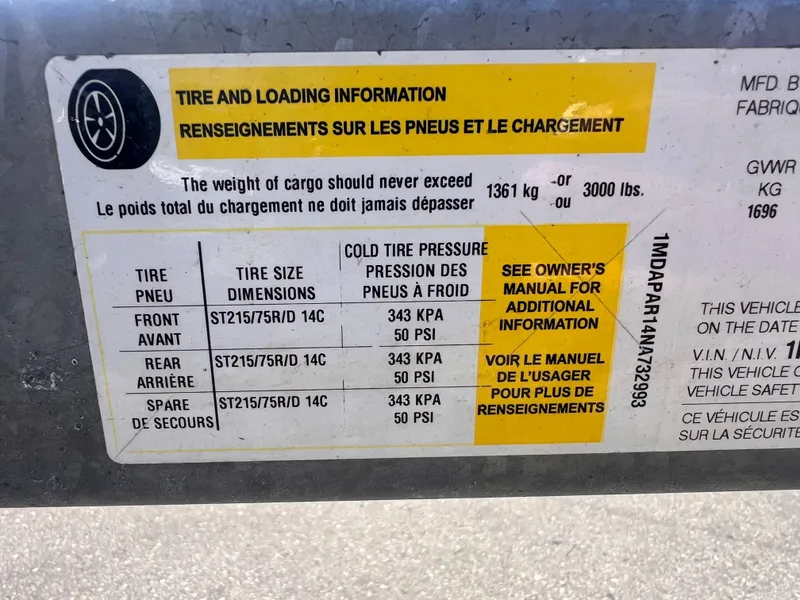 TIRE AND LOADING INFORMATION
RENSEIGNEMENTS SUR LES PNEUS ET LE CHARGEMENT
The weight of cargo should never exceed 1361 kg -or 3000 lbs.
Le poids total du chargement ne doit jamais dépasser ou
TIRE TIRE SIZE COLD TIRE PRESSURE
PNEU DIMENSIONS PRESSION DES
PNEUS À FROID
FRONT ST215/75R/D 14C 343 KPA
AVANT 50 PSI
REAR ST215/75R/D 14C 343 KPA
ARRIÈRE 50 PSI
SPARE ST215/75R/D 14C 343 KPA
DE SECOURS 50 PSI
SEE OWNER'S
MANUAL FOR
ADDITIONAL
INFORMATION
VOIR LE MANUEL
DE L'USAGER
POUR PLUS DE
RENSEIGNEMENTS
1MDAPAR14NA732993
MFD. B
FABRIQ
GVWR
KG
1696
THIS VEHICLE
ON THE DATE
V.I.N. / N.I.V. 1
THIS VEHICLE
VEHICLE SAFET
CE VÉHICULE ES
SUR LA SÉCURITE